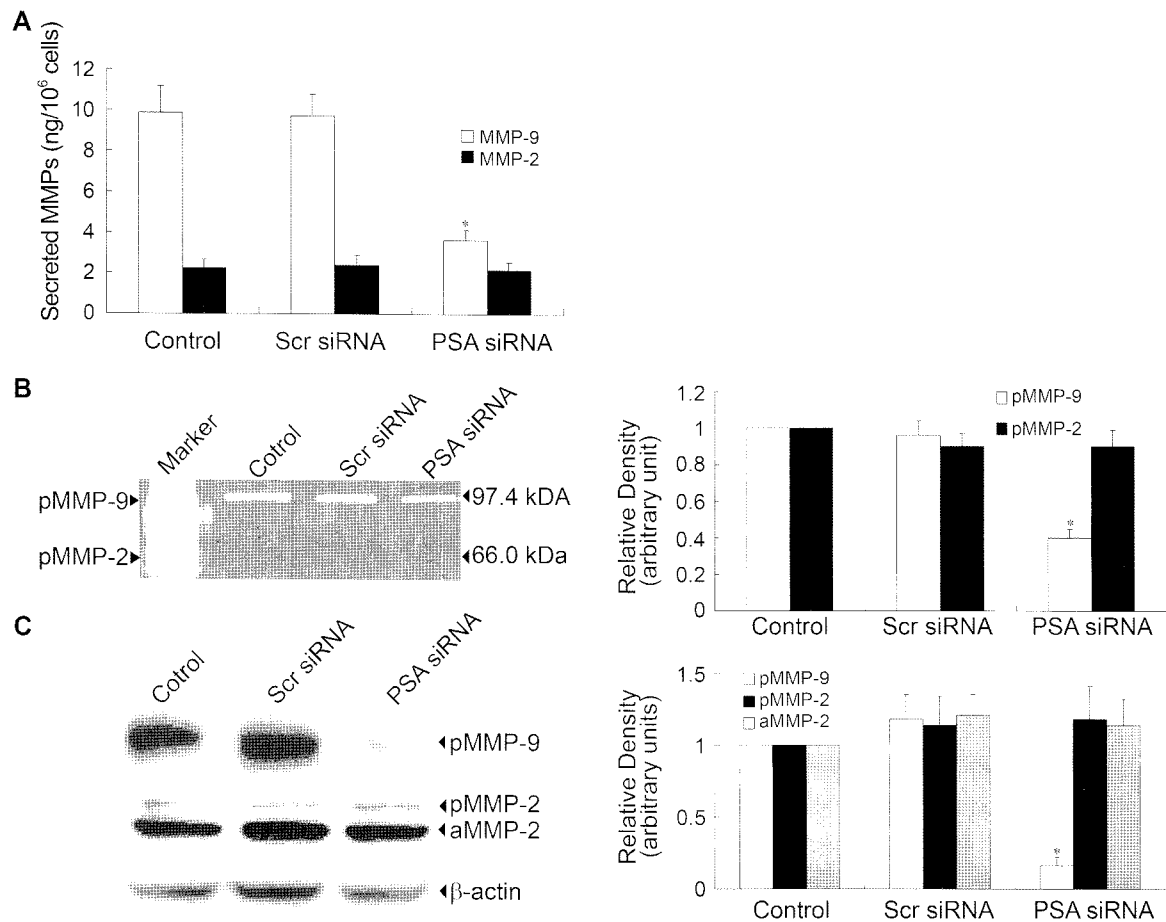 A
Secreted MMPs (ng/10⁶ cells)
12
10
8
6
4
2
0
MMP-9
MMP-2
*
Control
Scr siRNA
PSA siRNA
B
Marker
Cotrol
Scr siRNA
PSA siRNA
pMMP-9
97.4 kDA
pMMP-2
66.0 kDa
Relative Density
(arbitrary unit)
1.2
1
0.8
0.6
0.4
0.2
0
pMMP-9
pMMP-2
*
Control
Scr siRNA
PSA siRNA
C
Cotrol
Scr siRNA
PSA siRNA
pMMP-9
pMMP-2
aMMP-2
β-actin
Relative Density
(arbitrary units)
1.5
1
0.5
0
pMMP-9
pMMP-2
aMMP-2
*
Control
Scr siRNA
PSA siRNA